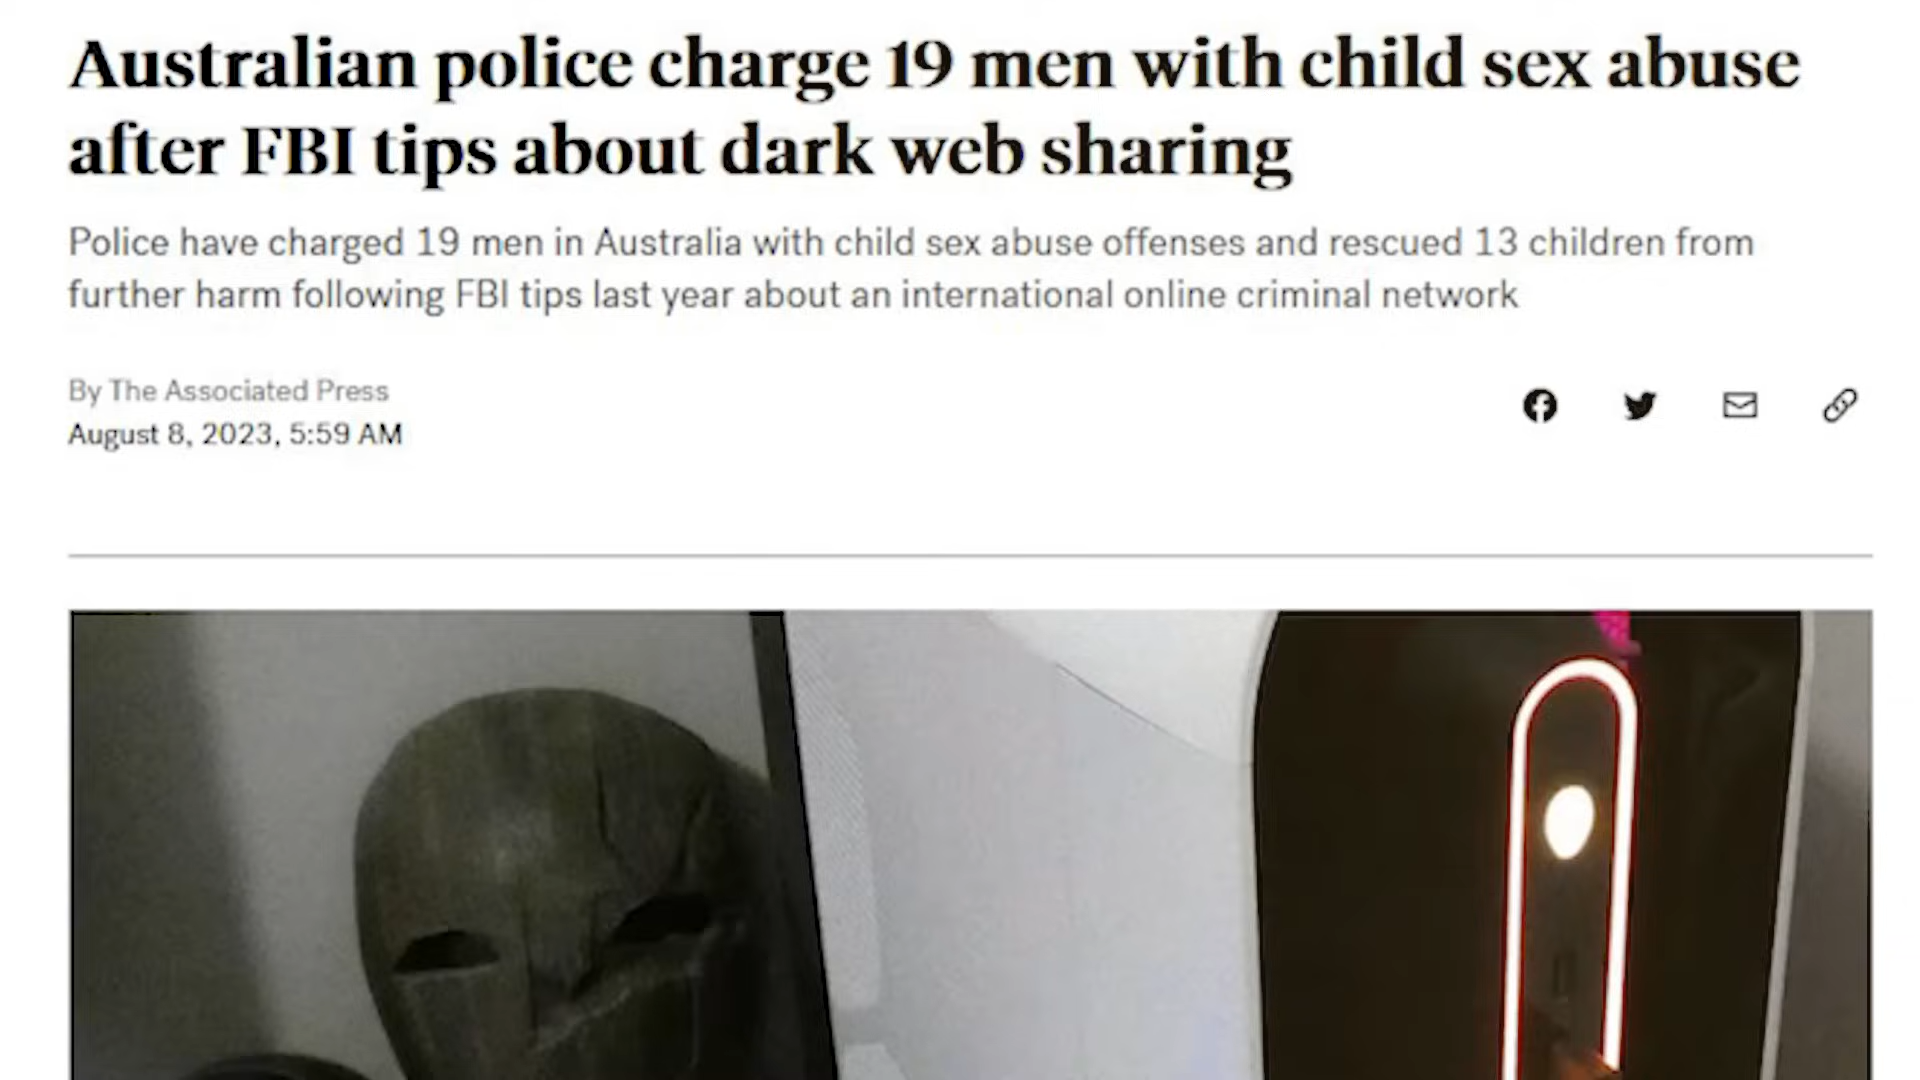 Australian police charge 19 men with child sex abuse
after FBI tips about dark web sharing
Police have charged 19 men in Australia with child sex abuse offenses and rescued 13 children from
further harm following FBI tips last year about an international online criminal network
By The Associated Press
August 8, 2023, 5:59 AM